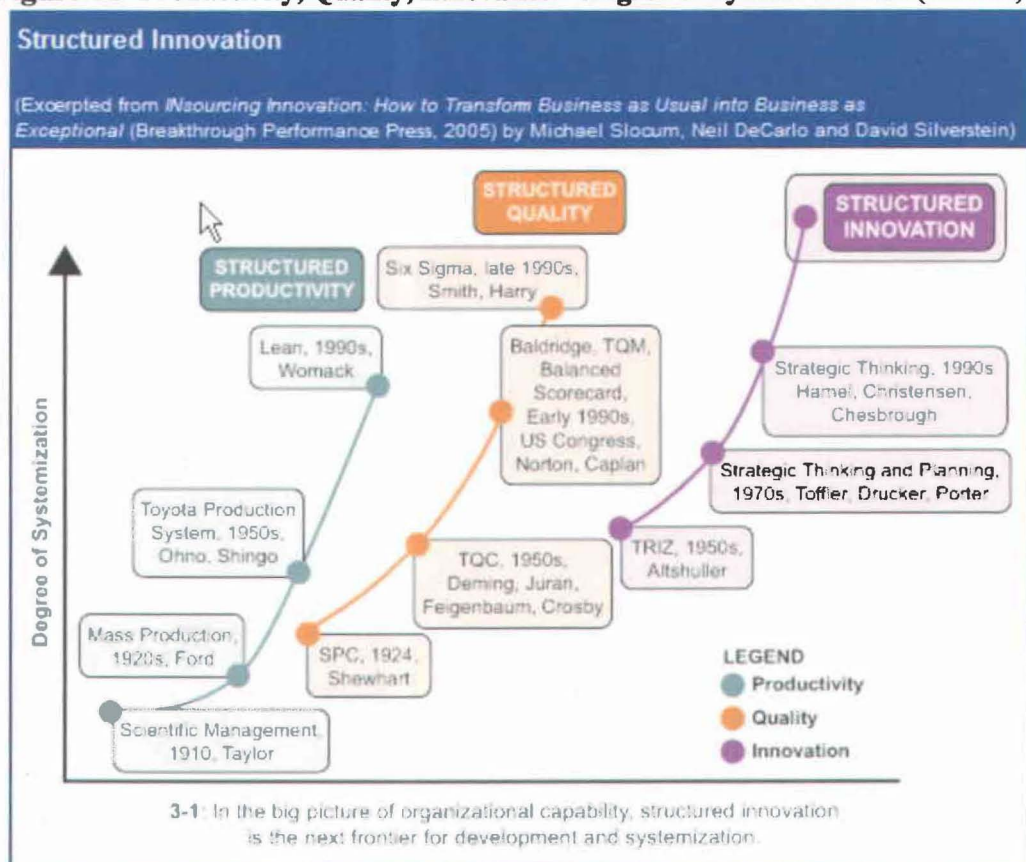 Structured Innovation
(Excerpted from INsourcing Innovation: How to Transform Business as Usual into Business as
Exceptional (Breakthrough Performance Press, 2005) by Michael Slocum, Neil DeCarlo and David Silverstein)
STRUCTURED
QUALITY
STRUCTURED
INNOVATION
STRUCTURED
PRODUCTIVITY
Six Sigma, late 1990s,
Smith, Harry
Lean, 1990s,
Womack
Baldridge, TQM,
Balanced
Scorecard,
Early 1990s,
US Congress,
Norton, Caplan
Strategic Thinking, 1990s
Hamel, Christensen,
Chesbrough
Strategic Thinking and Planning,
1970s, Toffler, Drucker, Porter
Toyota Production
System, 1950s,
Ohno, Shingo
TQC, 1950s,
Deming, Juran,
Feigenbaum, Crosby
TRIZ, 1950s,
Altshuller
Mass Production,
1920s, Ford
SPC, 1924,
Shewhart
Scientific Management,
1910, Taylor
Degree of Systemization
LEGEND
Productivity
Quality
Innovation
3-1: In the big picture of organizational capability, structured innovation
is the next frontier for development and systemization.